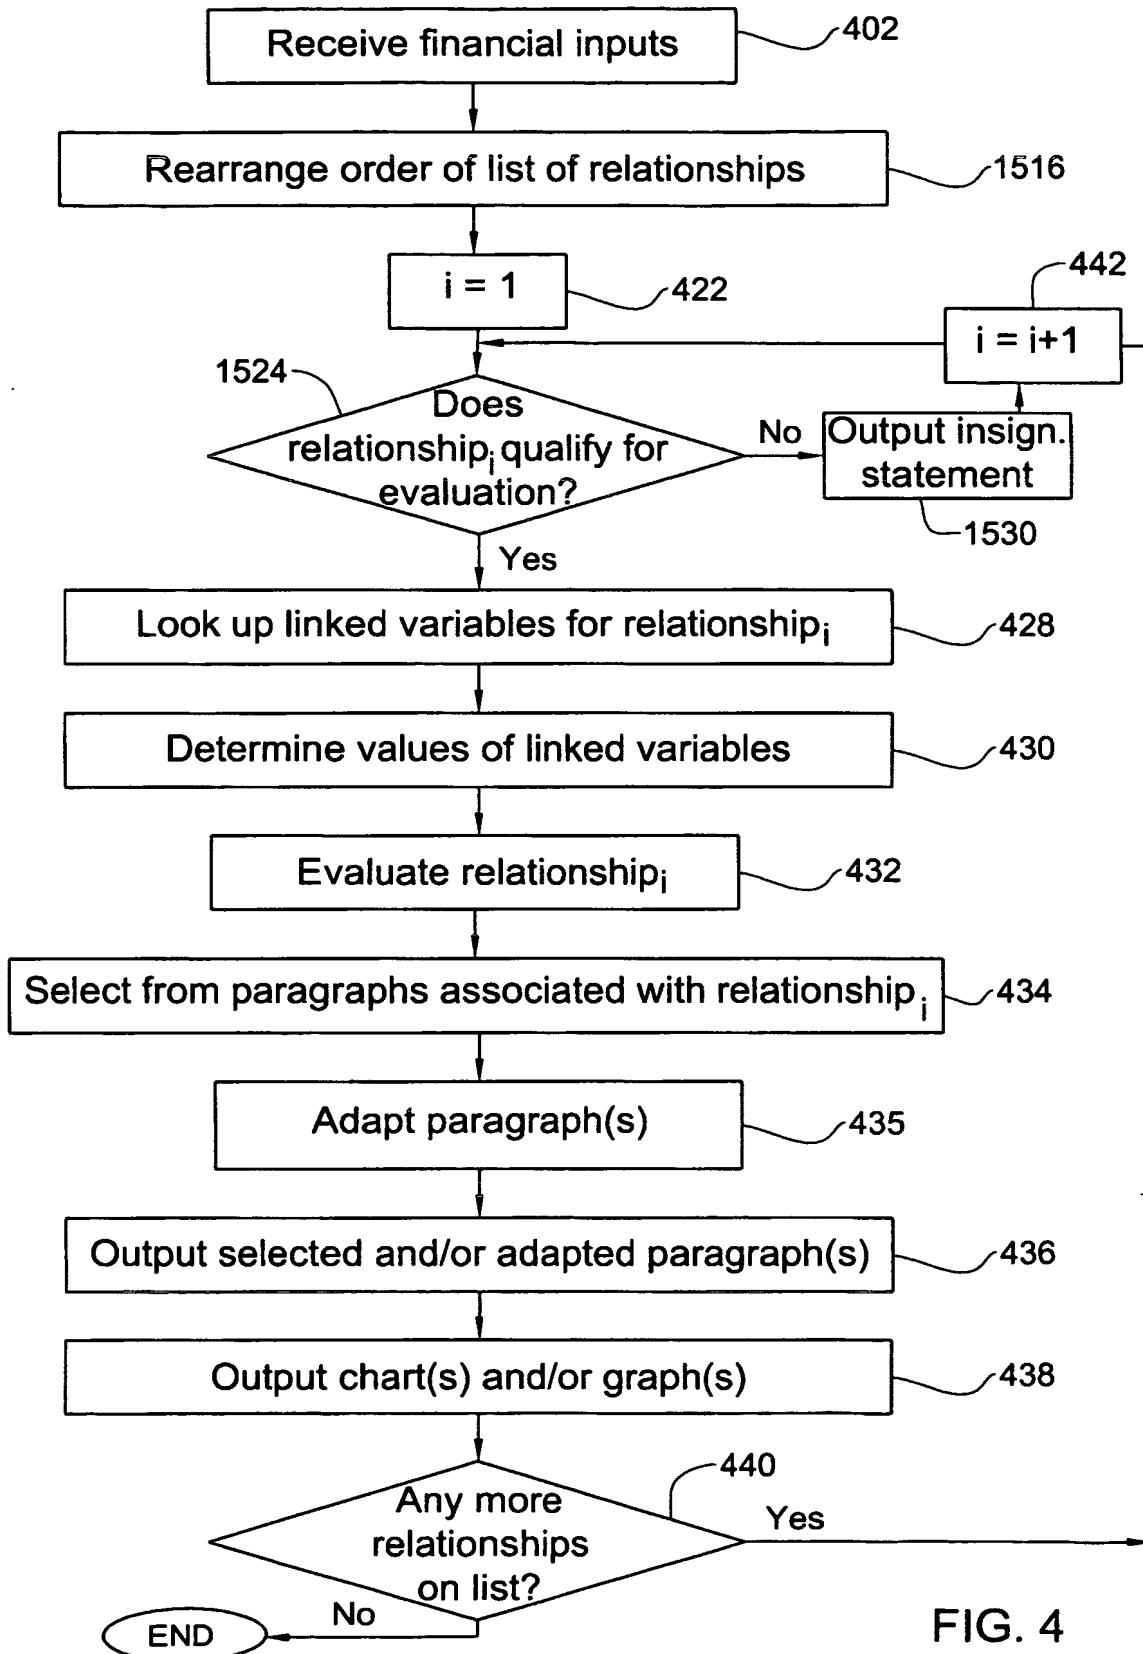 Receive financial inputs
402
Rearrange order of list of relationships
1516
i = 1
422
442
i = i+1
1524
Does
relationshipi qualify for
evaluation?
No
Output insign.
statement
1530
Yes
Look up linked variables for relationshipi
428
Determine values of linked variables
430
Evaluate relationshipi
432
Select from paragraphs associated with relationship i
434
Adapt paragraph(s)
435
Output selected and/or adapted paragraph(s)
436
Output chart(s) and/or graph(s)
438
440
Any more
relationships
on list?
Yes
No
END
FIG. 4